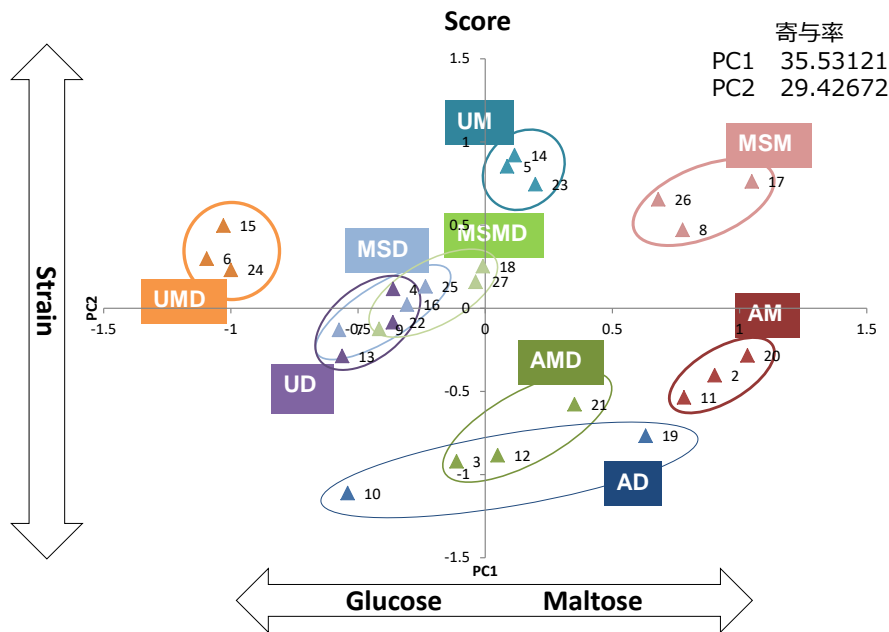 Score
寄与率
PC1 35.53121
PC2 29.42672
1.5
UM
MSM
1
14
5
23
17
26
8
0.5
MSMD
MSD
15
6
24
UMD
18
27
25
4
16
Strain
PC2
0
-1.5
-1
-0.5
0.5
1
1.5
AM
7
9
22
13
UD
AMD
20
2
11
-0.5
21
19
3
12
-1
10
AD
-1.5
PC1
Glucose
Maltose